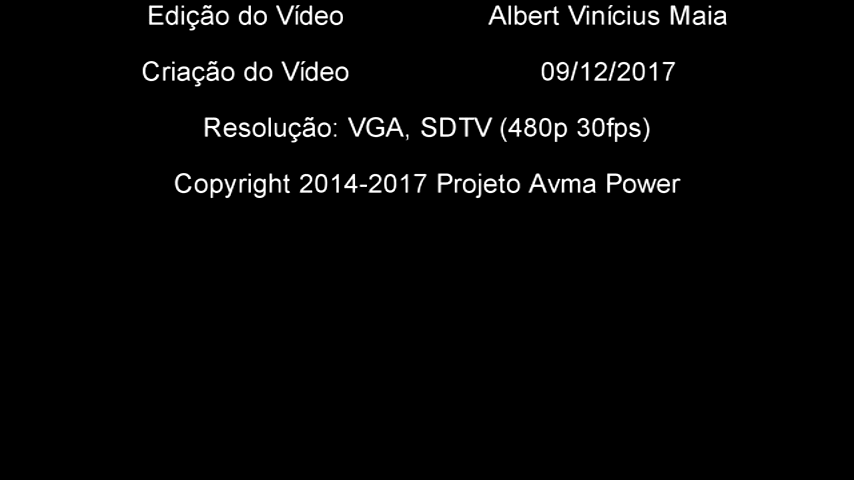 Edição do Vídeo Albert Vinícius Maia
Criação do Vídeo 09/12/2017
Resolução: VGA, SDTV (480p 30fps)
Copyright 2014-2017 Projeto Avma Power